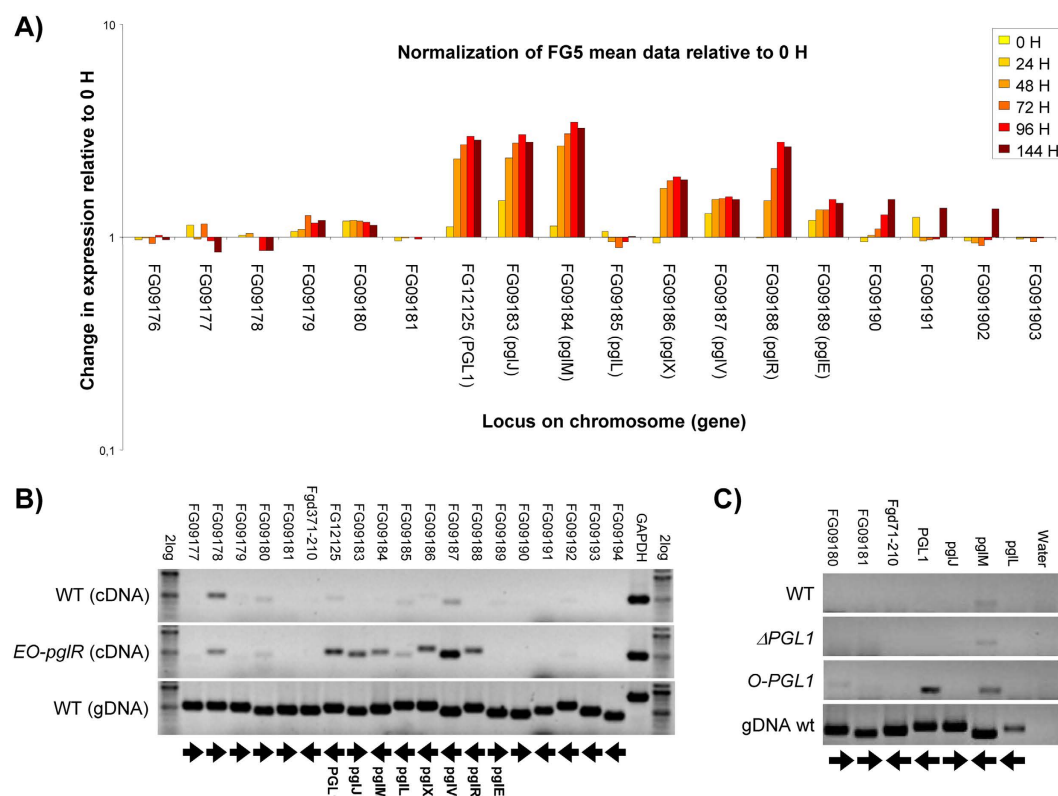 A)
10
Normalization of FG5 mean data relative to 0 H
0 H
24 H
48 H
72 H
96 H
144 H
Change in expression relative to 0 H
1
0,1
FG09176
FG09177
FG09178
FG09179
FG09180
FG09181
FG12125 (PGL1)
FG09183 (pglJ)
FG09184 (pglM)
FG09185 (pglL)
FG09186 (pglX)
FG09187 (pglV)
FG09188 (pglR)
FG09189 (pglE)
FG09190
FG09191
FG091902
FG091903
Locus on chromosome (gene)
B)
2log
FG09177
FG09178
FG09179
FG09180
FG09181
Fgd371-210
FG12125
FG09183
FG09184
FG09185
FG09186
FG09187
FG09188
FG09189
FG09190
FG09191
FG09192
FG09193
FG09194
GAPDH
2log
WT (cDNA)
EO-pglR (cDNA)
WT (gDNA)
PGL
pglJ
pglM
pglL
pglX
pglV
pglR
pglE
C)
FG09180
FG09181
Fgd71-210
PGL1
pglJ
pglM
pglL
Water
WT
ΔPGL1
O-PGL1
gDNA wt